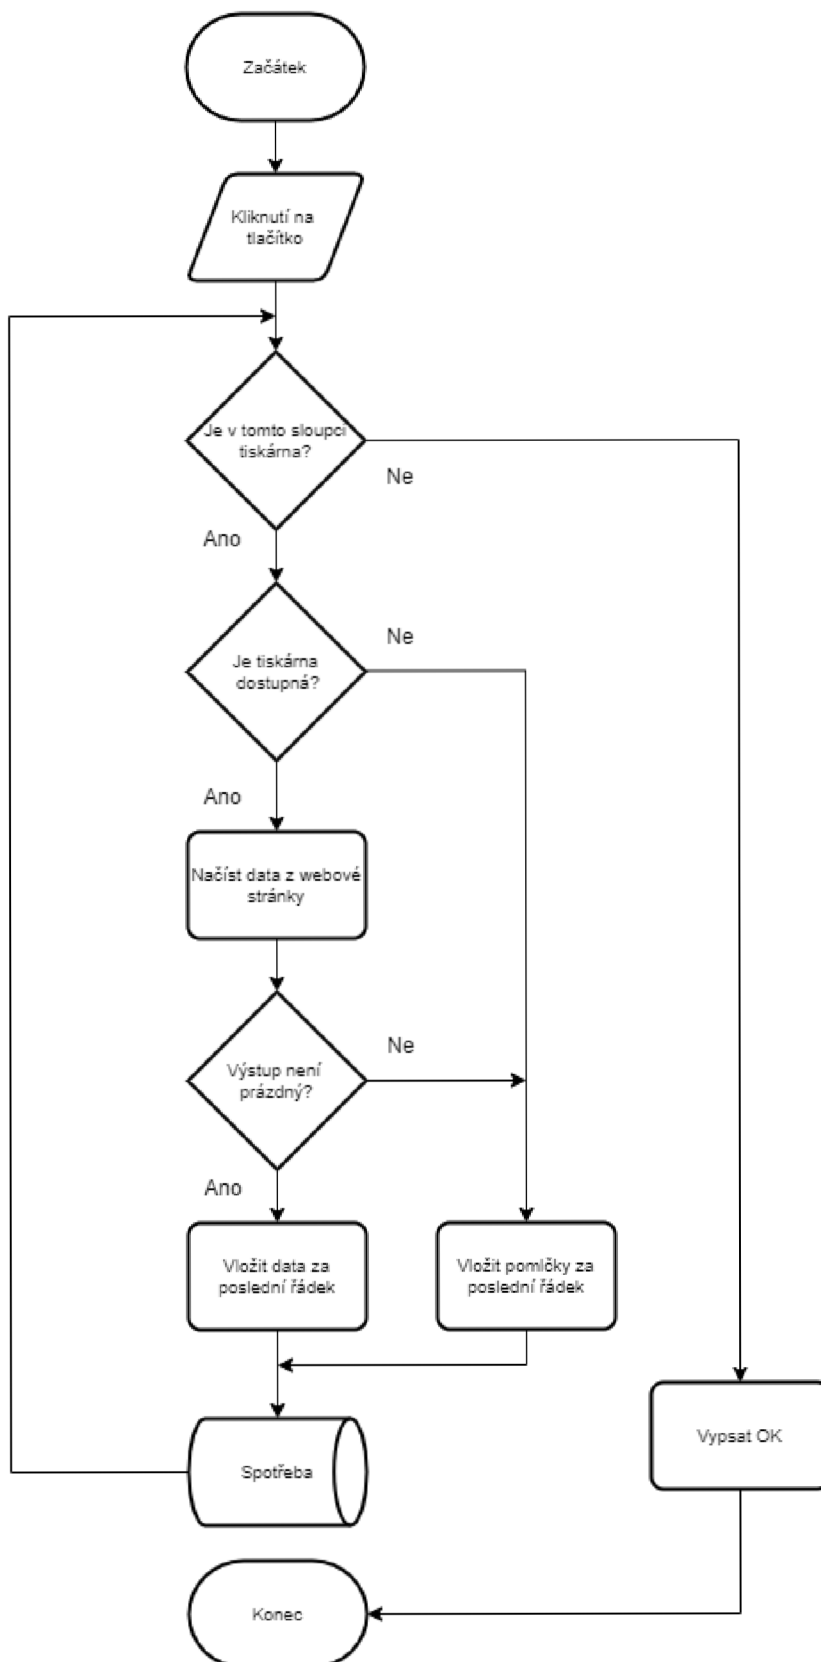 Začátek
Kliknutí na
tlačítko
Je v tomto sloupci
tiskárna?
Ne
Ano
Je tiskárna
dostupná?
Ne
Ano
Načíst data z webové
stránky
Výstup není
prázdný?
Ne
Ano
Vložit data za
poslední řádek
Vložit pomlčky za
poslední řádek
Spotřeba
Vypsat OK
Konec